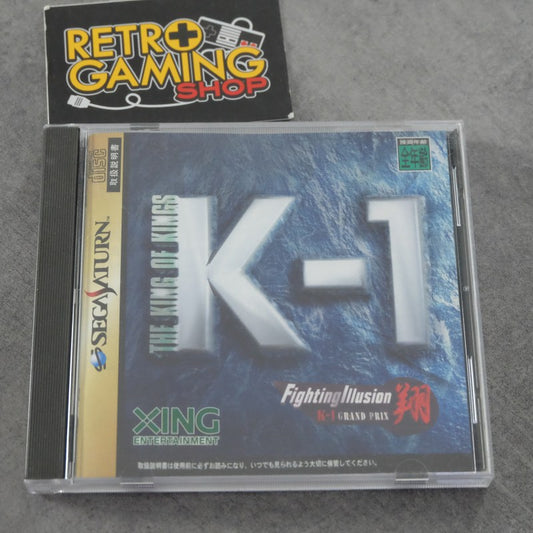 RETRO
GAMING
SHOP
DISC
取扱説明書
SEGA SATURN™
THE KING OF KINGS
K-1
Fighting Illusion
K-1 GRAND PRIX
翔
XING
ENTERTAINMENT
取扱説明書は使用前に必ずお読みになり、いつでも見られるよう大切に保管してください。